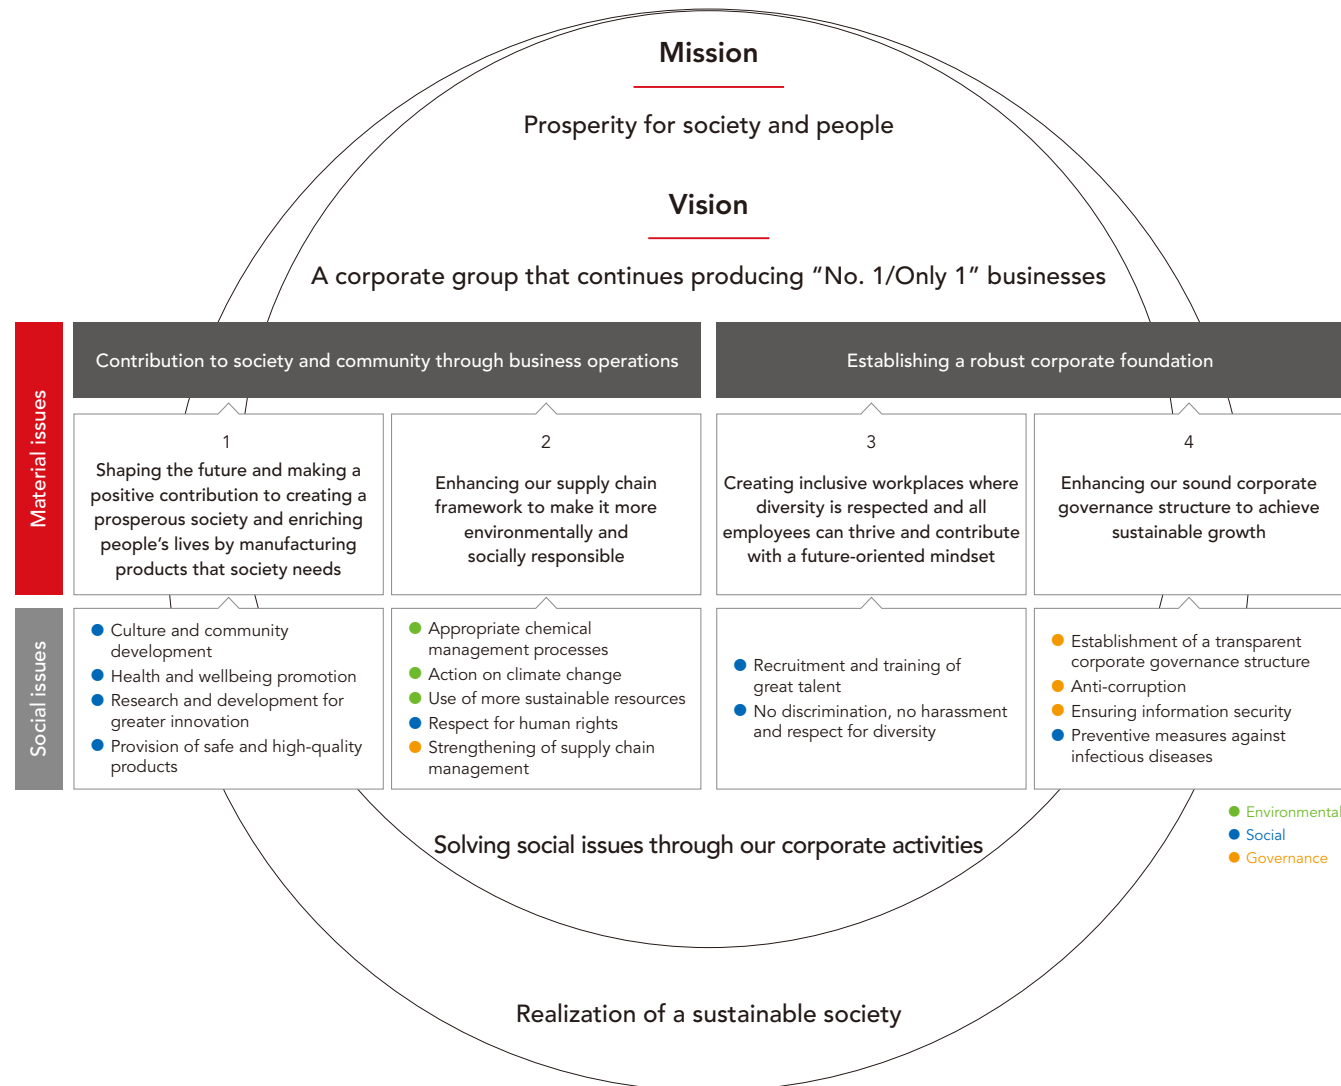 Mission
Prosperity for society and people
Vision
A corporate group that continues producing “No. 1/Only 1” businesses
Material issues
Contribution to society and community through business operations
Establishing a robust corporate foundation
1
Shaping the future and making a
positive contribution to creating a
prosperous society and enriching
people’s lives by manufacturing
products that society needs
2
Enhancing our supply chain
framework to make it more
environmentally and
socially responsible
3
Creating inclusive workplaces where
diversity is respected and all
employees can thrive and contribute
with a future-oriented mindset
4
Enhancing our sound corporate
governance structure to achieve
sustainable growth
Social issues
Culture and community
development
Health and wellbeing promotion
Research and development for
greater innovation
Provision of safe and high-quality
products
Appropriate chemical
management processes
Action on climate change
Use of more sustainable resources
Respect for human rights
Strengthening of supply chain
management
Recruitment and training of
great talent
No discrimination, no harassment
and respect for diversity
Establishment of a transparent
corporate governance structure
Anti-corruption
Ensuring information security
Preventive measures against
infectious diseases
Environmental
Social
Governance
Solving social issues through our corporate activities
Realization of a sustainable society